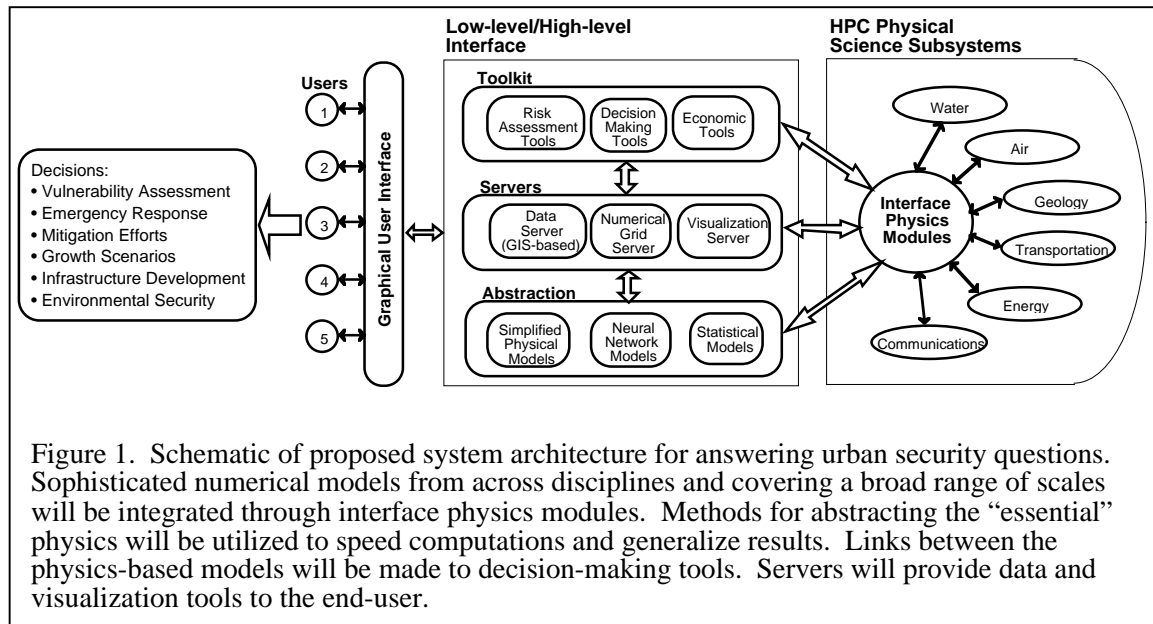 Low-level/High-level
Interface
HPC Physical
Science Subsystems
Users
1
2
3
4
5
Decisions:
• Vulnerability Assessment
• Emergency Response
• Mitigation Efforts
• Growth Scenarios
• Infrastructure Development
• Environmental Security
Graphical User Interface
Toolkit
Risk
Assessment
Tools
Decision
Making
Tools
Economic
Tools
Servers
Data
Server
(GIS-based)
Numerical
Grid
Server
Visualization
Server
Abstraction
Simplified
Physical
Models
Neural
Network
Models
Statistical
Models
Interface
Physics
Modules
Water
Air
Geology
Transportation
Energy
Communications
Figure 1. Schematic of proposed system architecture for answering urban security questions.
Sophisticated numerical models from across disciplines and covering a broad range of scales
will be integrated through interface physics modules. Methods for abstracting the “essential”
physics will be utilized to speed computations and generalize results. Links between the
physics-based models will be made to decision-making tools. Servers will provide data and
visualization tools to the end-user.